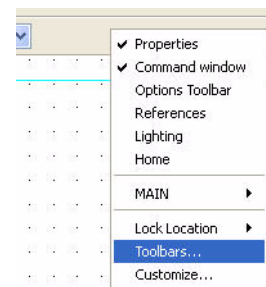 Properties
Command window
Options Toolbar
References
Lighting
Home
MAIN
Lock Location
Toolbars...
Customize...